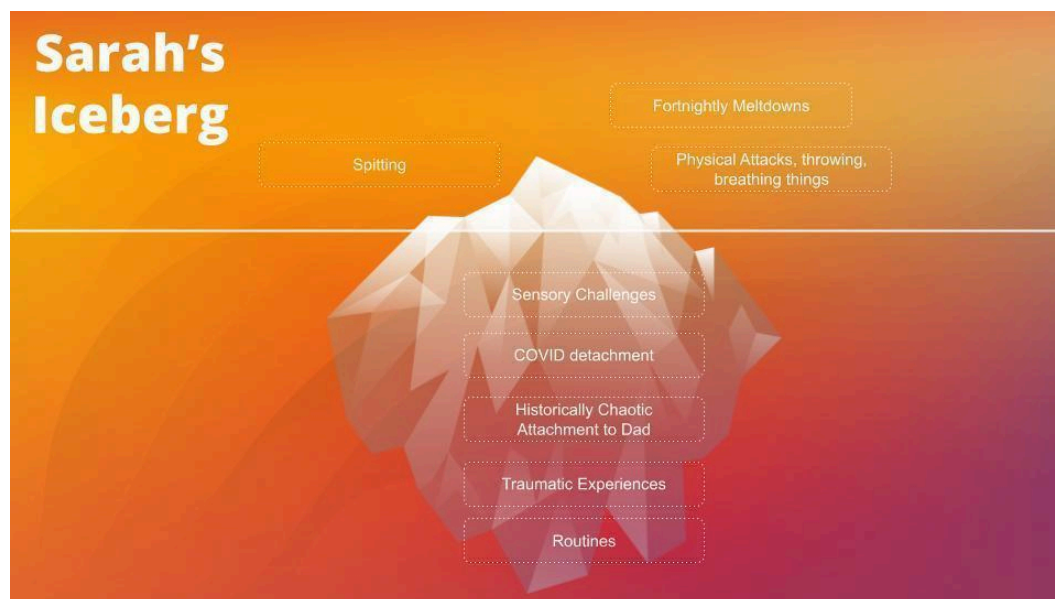 Sarah's
Iceberg
Fortnightly Meltdowns
Spitting
Physical Attacks, throwing,
breathing things
Sensory Challenges
COVID detachment
Historically Chaotic
Attachment to Dad
Traumatic Experiences
Routines